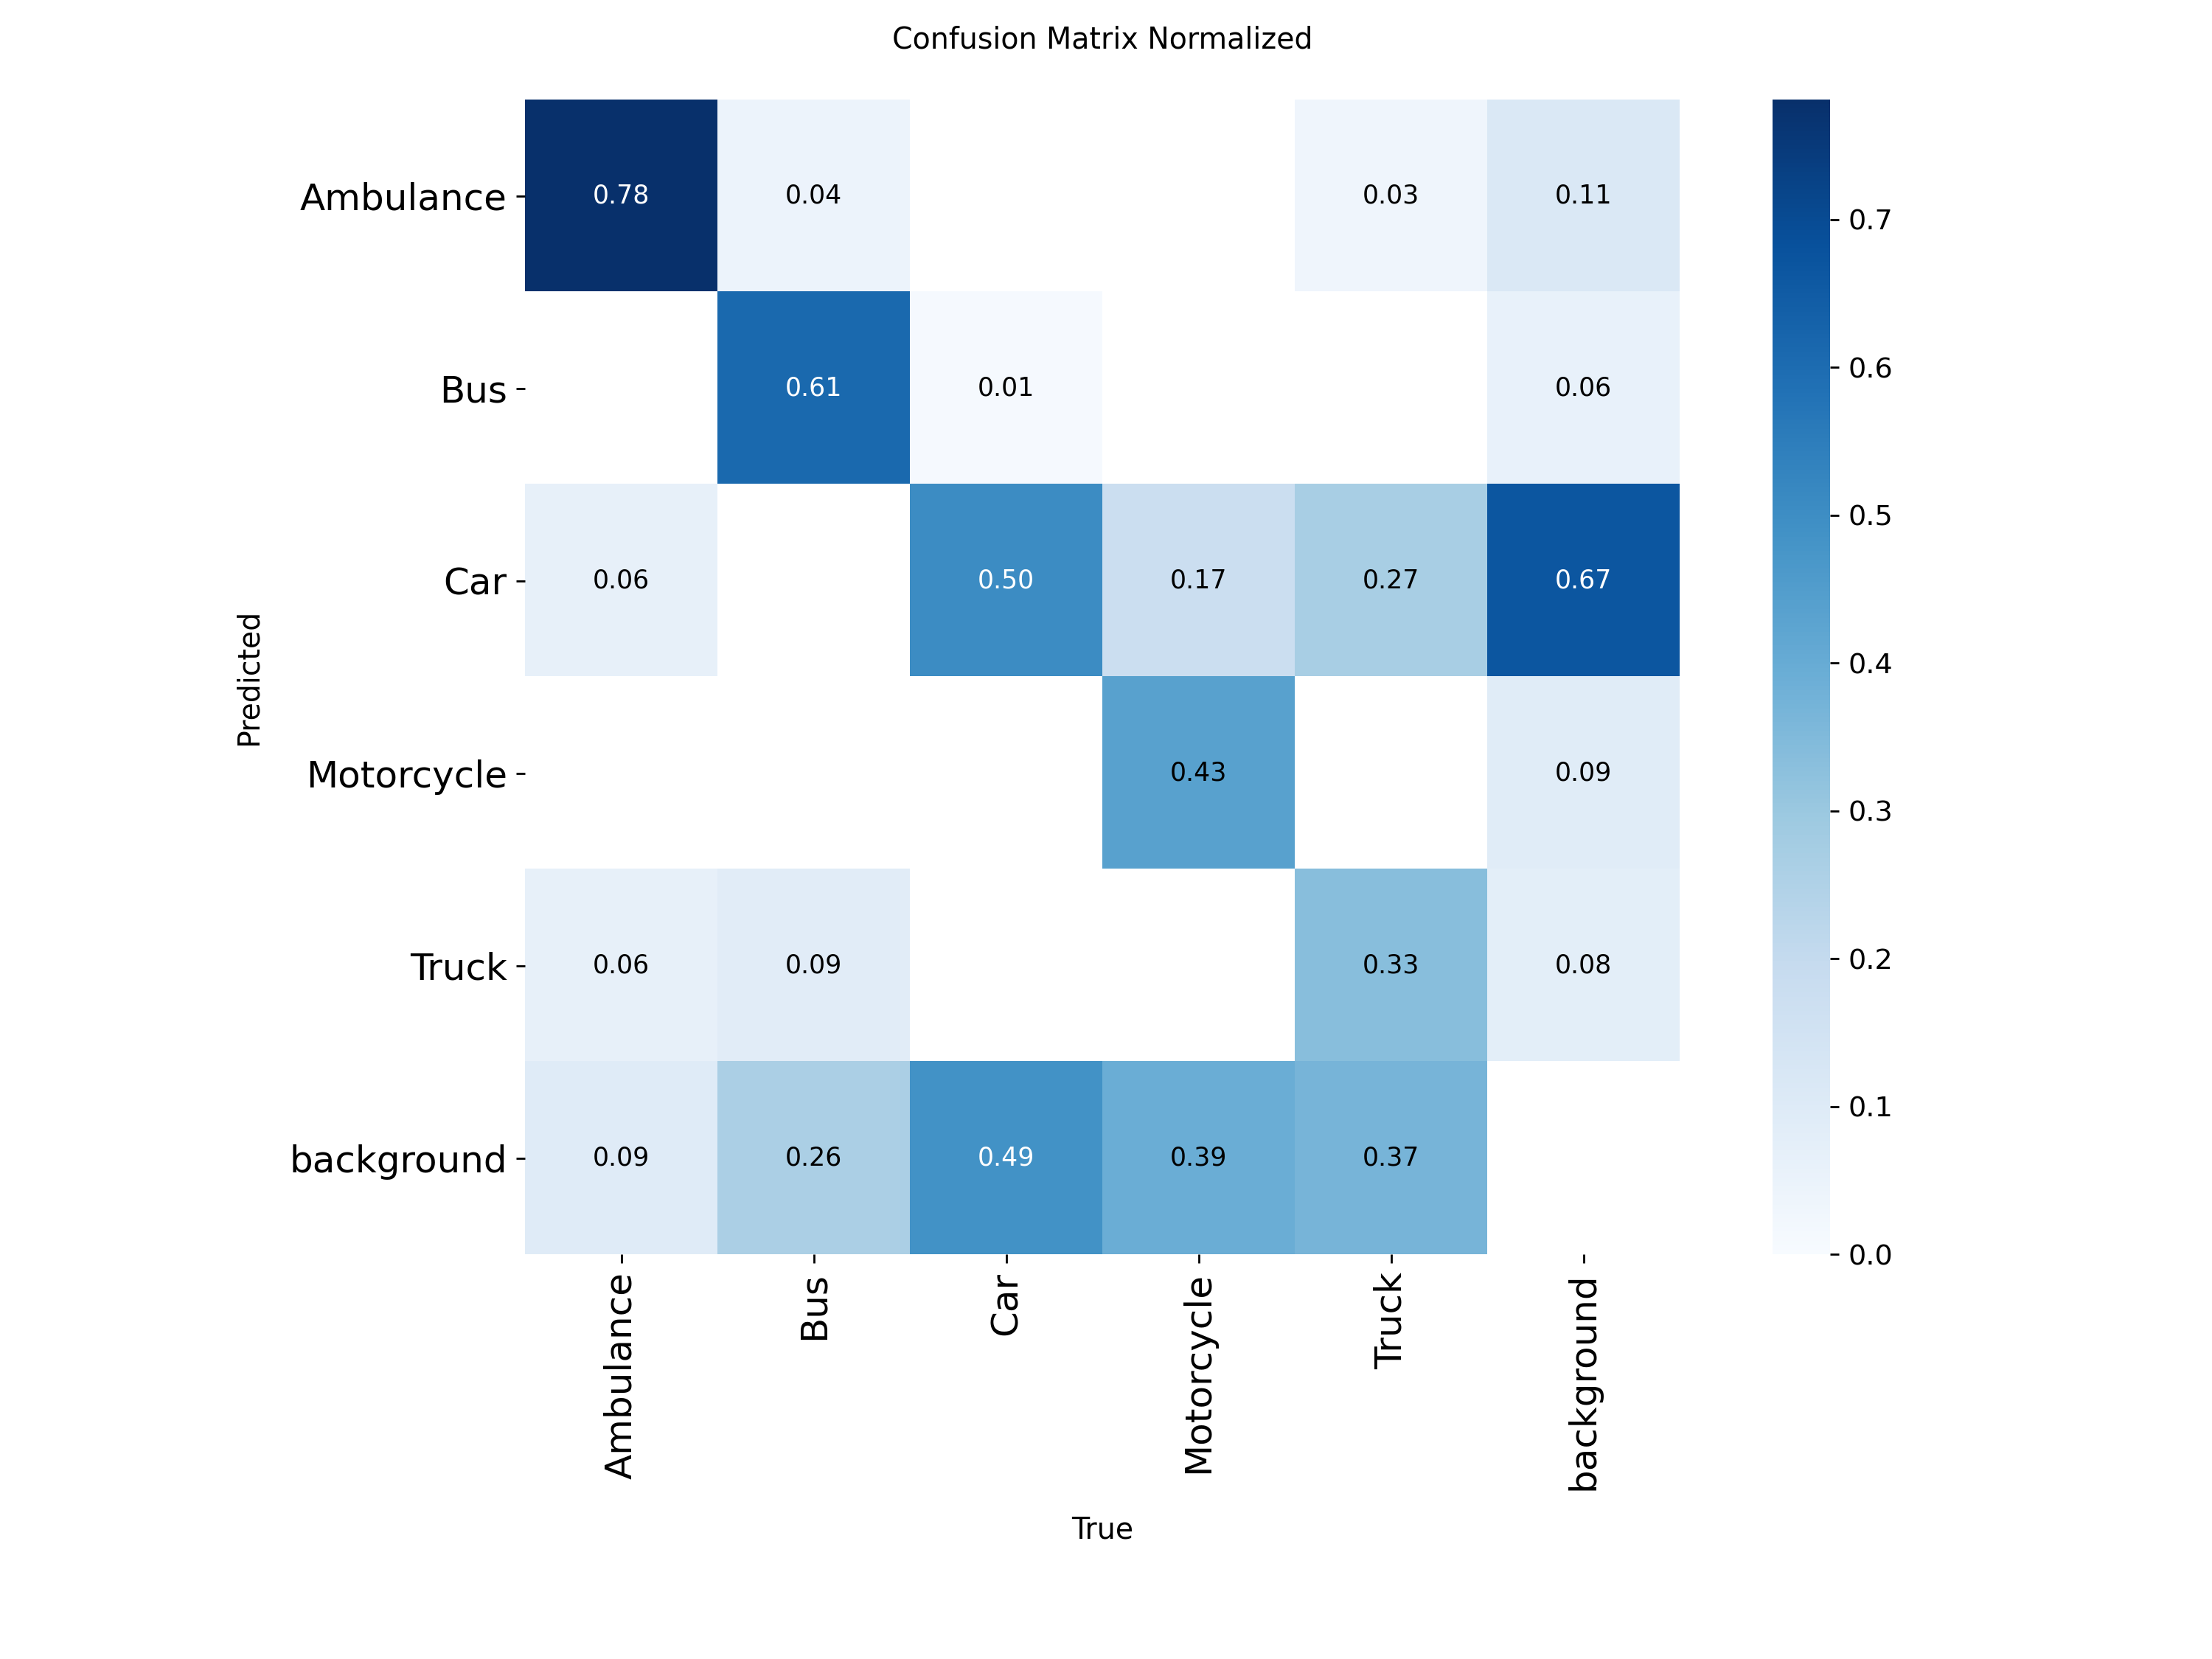 Confusion Matrix Normalized
Ambulance 0.78 0.04 0.03 0.11
Bus 0.61 0.01 0.06
Car 0.06 0.50 0.17 0.27 0.67
Motorcycle 0.43 0.09
Truck 0.06 0.09 0.33 0.08
background 0.09 0.26 0.49 0.39 0.37
Predicted
Ambulance Bus Car Motorcycle Truck background
True
0.7
0.6
0.5
0.4
0.3
0.2
0.1
0.0